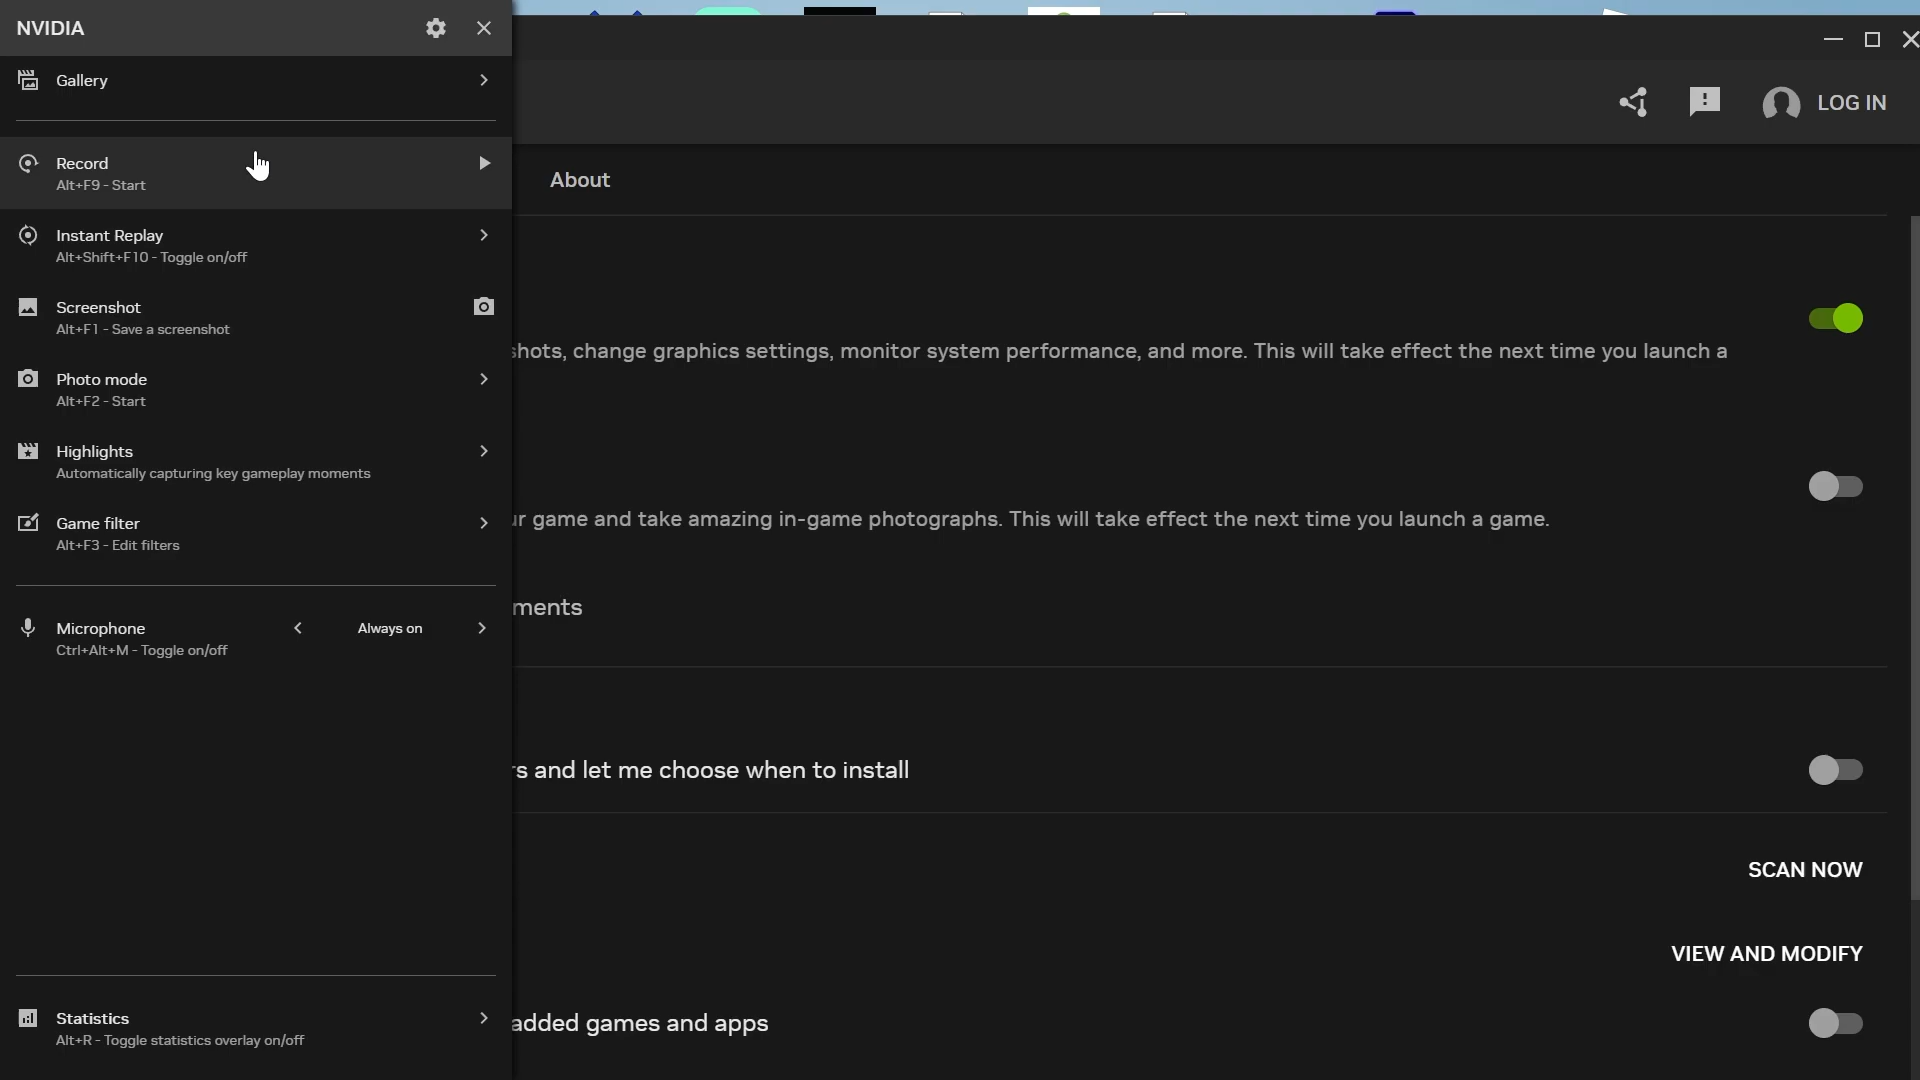 NVIDIA
Gallery
Record
Alt+F9 - Start
Instant Replay
Alt+Shift+F10 - Toggle on/off
Screenshot
Alt+F1 - Save a screenshot
Photo mode
Alt+F2 - Start
Highlights
Automatically capturing key gameplay moments
Game filter
Alt+F3 - Edit filters
Microphone
Always on
Ctrl+Alt+M - Toggle on/off
Statistics
Alt+R - Toggle statistics overlay on/off
LOG IN
About
shots, change graphics settings, monitor system performance, and more. This will take effect the next time you launch a
ur game and take amazing in-game photographs. This will take effect the next time you launch a game.
ments
rs and let me choose when to install
SCAN NOW
VIEW AND MODIFY
added games and apps